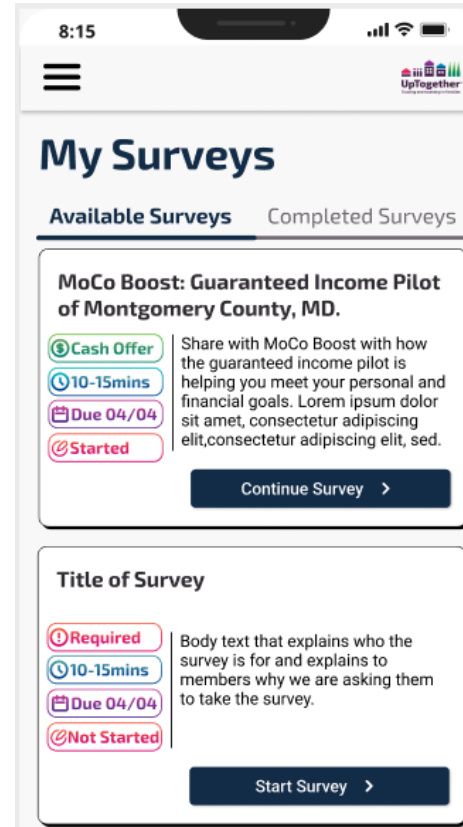 8:15
UpTogether
My Surveys
Available Surveys
Completed Surveys
MoCo Boost: Guaranteed Income Pilot
of Montgomery County, MD.
Cash Offer
10-15mins
Due 04/04
Started
Share with MoCo Boost with how
the guaranteed income pilot is
helping you meet your personal and
financial goals. Lorem ipsum dolor
sit amet, consectetur adipiscing
elit,consectetur adipiscing elit, sed.
Continue Survey
Title of Survey
Required
10-15mins
Due 04/04
Not Started
Body text that explains who the
survey is for and explains to
members why we are asking them
to take the survey.
Start Survey